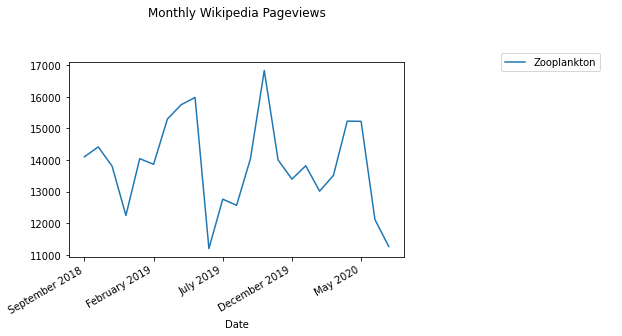 Monthly Wikipedia Pageviews
Zooplankton
17000
16000
15000
14000
13000
12000
11000
September 2018
February 2019
July 2019
December 2019
May 2020
Date